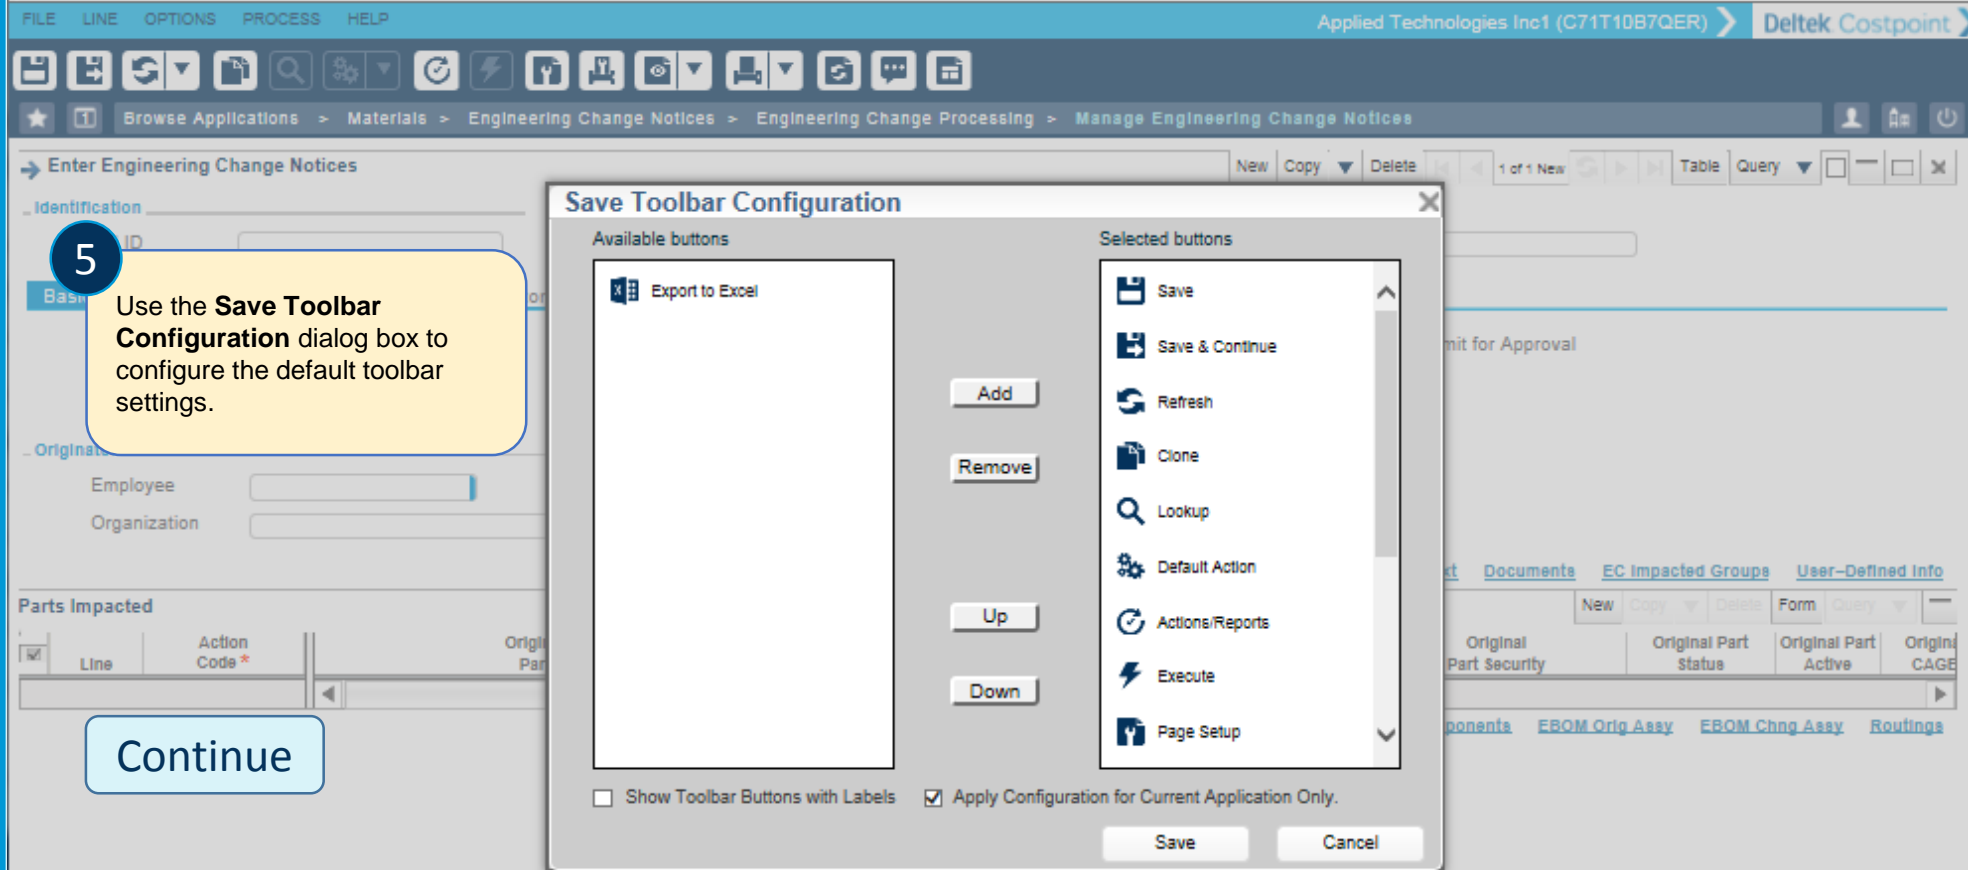 FILE LINE OPTIONS PROCESS HELP
Applied Technologies Inc1 (C71T10B7QER) Deltek Costpoint
1 Browse Applications > Materials > Engineering Change Notices > Engineering Change Processing > Manage Engineering Change Notices
Enter Engineering Change Notices
New Copy Delete 1 of 1 New Table Query
Identification
ID
5
Use the Save Toolbar
Configuration dialog box to
configure the default toolbar
settings.
Save Toolbar Configuration
Available buttons
Export to Excel
Add
Remove
Up
Down
Selected buttons
Save
Save & Continue
Refresh
Clone
Lookup
Default Action
Actions/Reports
Execute
Page Setup
Show Toolbar Buttons with Labels
Apply Configuration for Current Application Only.
Save Cancel
for Approval
Employee
Organization
Documents EC Impacted Groups User-Defined Info
Parts Impacted
New Copy Delete Form Query
Line
Action
Code *
Original
Part Security
Original Part
Status
Original Part
Active
CAGE
EBOM Orig Assy EBOM Chng Assy Routings
Continue